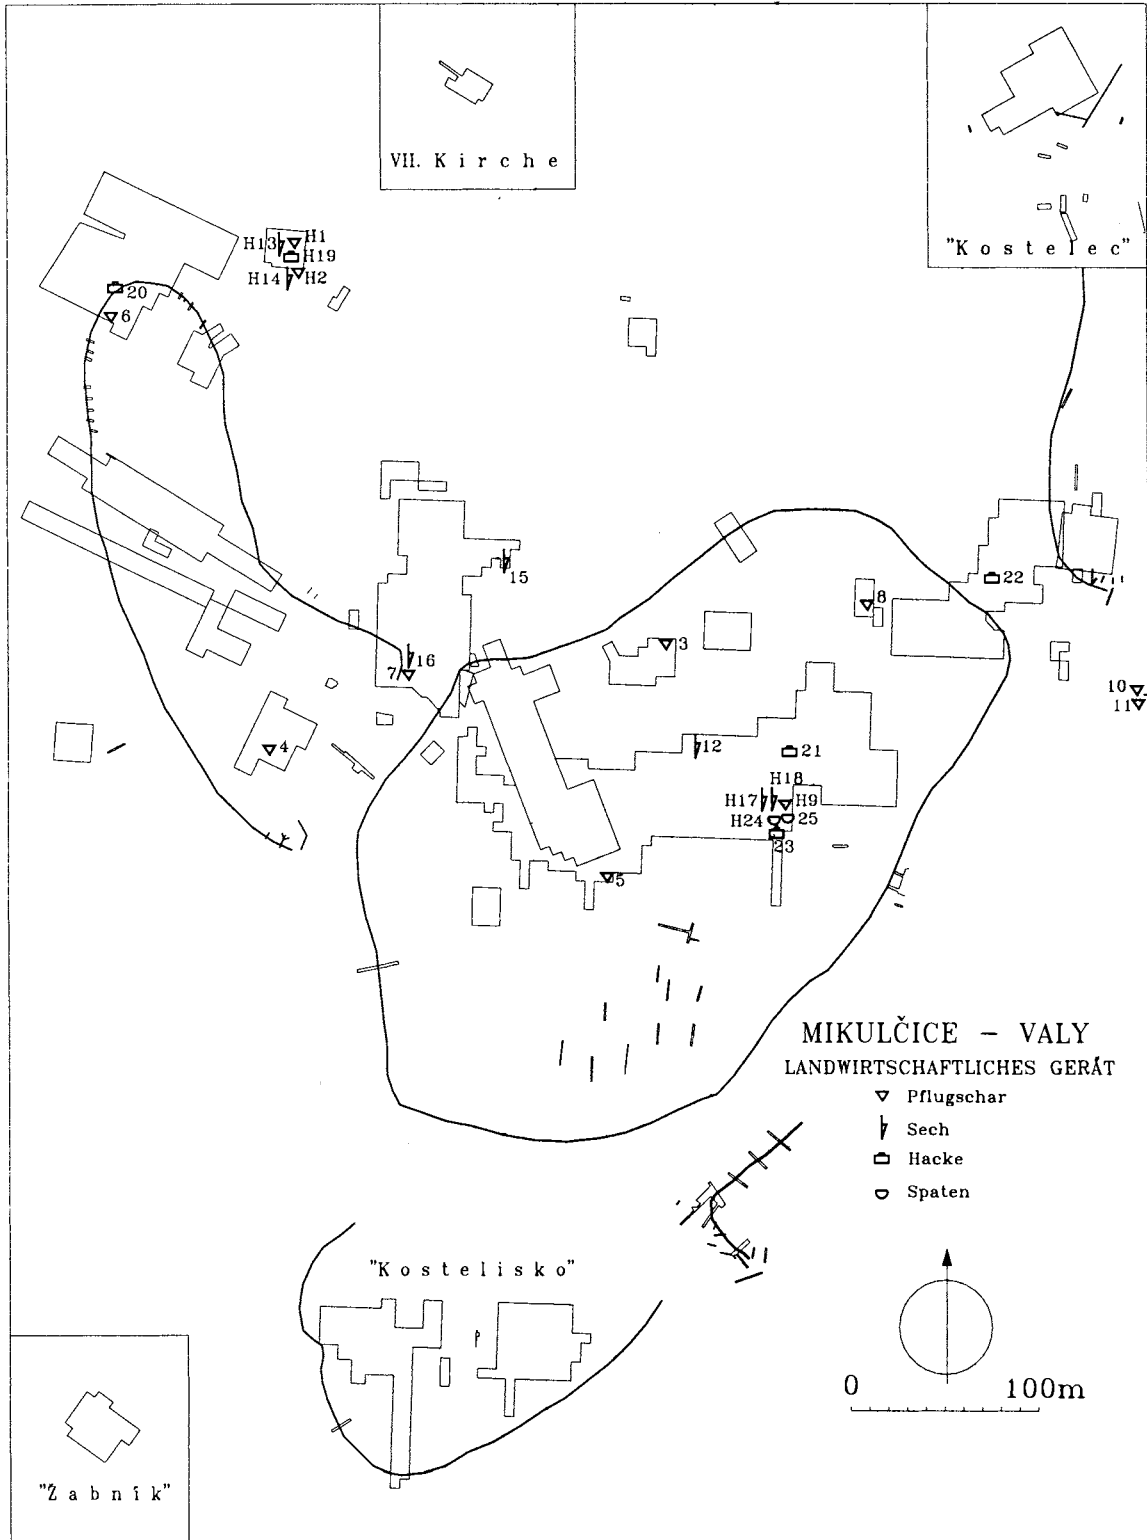 VII. Kirche
"Kostelec"
H13
H1
H19
H14
H2
20
6
15
22
8
16
7
3
10
11
4
12
21
H18
H17
H9
H24
25
23
5
MIKULČICE – VALY
LANDWIRTSCHAFTLICHES GERÄT
Pflugschar
Sech
Hacke
Spaten
"Kostelisko"
0 100m
"Žabník"